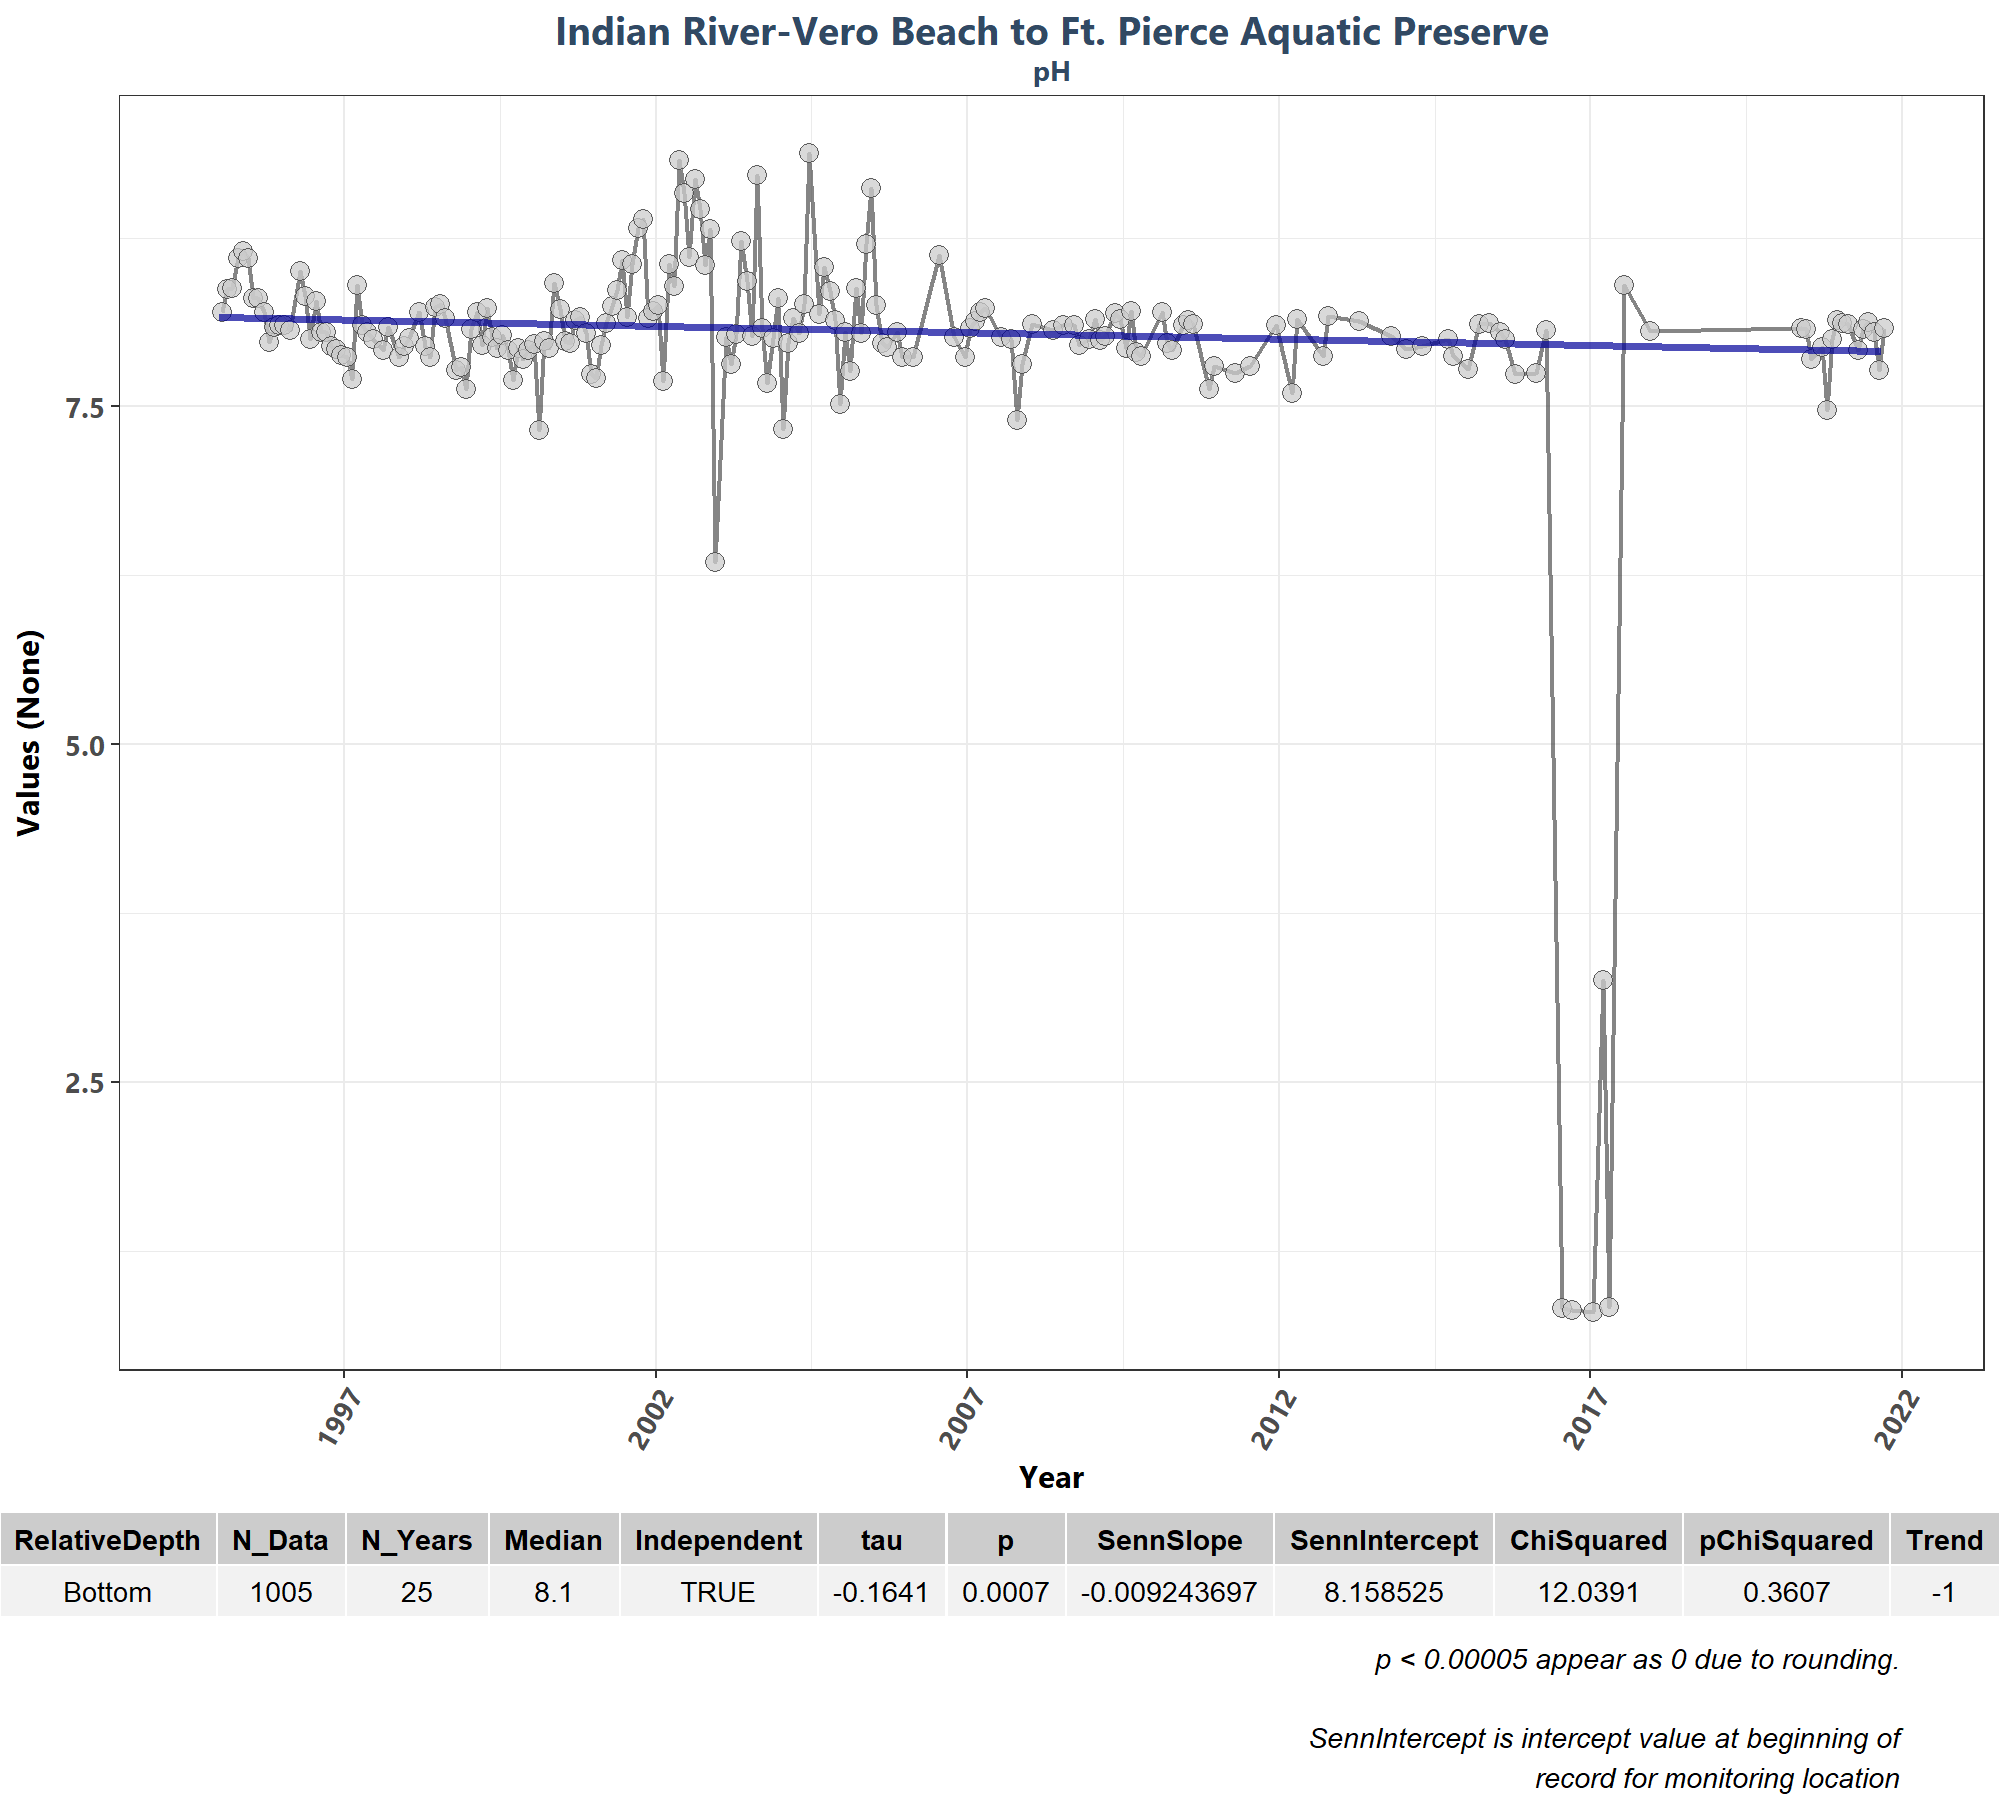 Indian River-Vero Beach to Ft. Pierce Aquatic Preserve
pH
Values (None)
7.5
5.0
2.5
1997
2002
2007
2012
2017
2022
Year
RelativeDepth N_Data N_Years Median Independent tau p SennSlope SennIntercept ChiSquared pChiSquared Trend
Bottom 1005 25 8.1 TRUE -0.1641 0.0007 -0.009243697 8.158525 12.0391 0.3607 -1
p < 0.00005 appear as 0 due to rounding.
SennIntercept is intercept value at beginning of
record for monitoring location